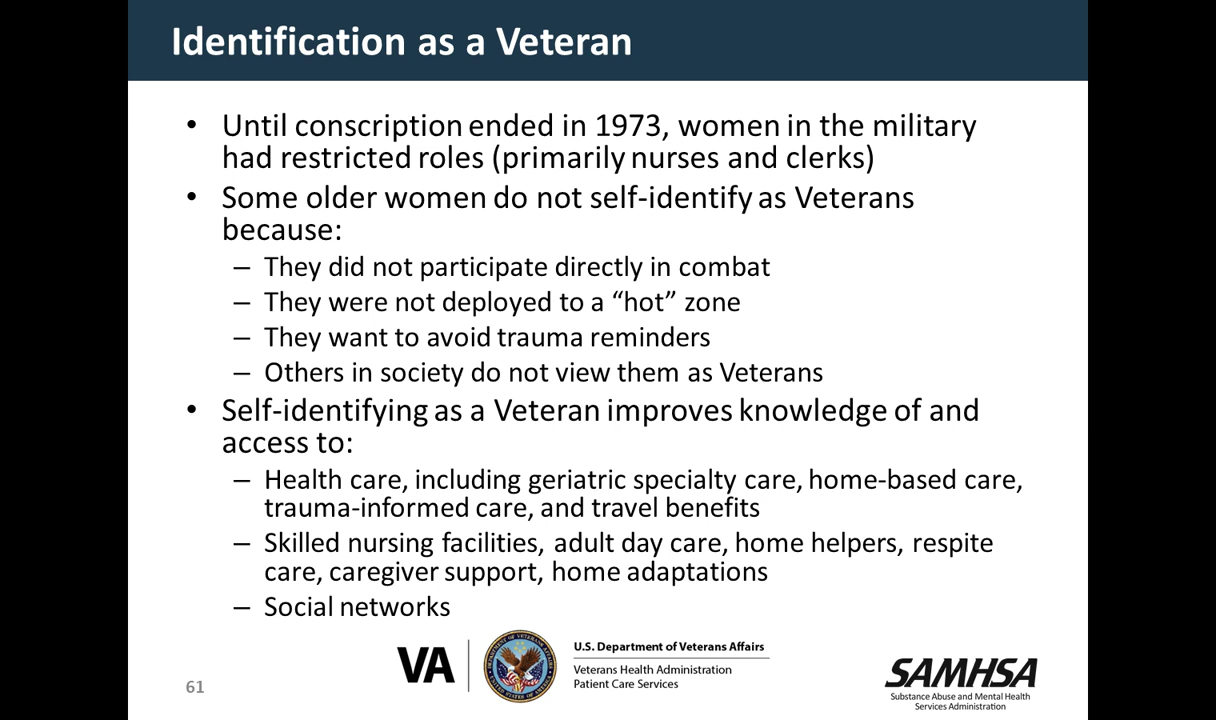 Identification as a Veteran
• Until conscription ended in 1973, women in the military
had restricted roles (primarily nurses and clerks)
• Some older women do not self-identify as Veterans
because:
– They did not participate directly in combat
– They were not deployed to a “hot” zone
– They want to avoid trauma reminders
– Others in society do not view them as Veterans
• Self-identifying as a Veteran improves knowledge of and
access to:
– Health care, including geriatric specialty care, home-based care,
trauma-informed care, and travel benefits
– Skilled nursing facilities, adult day care, home helpers, respite
care, caregiver support, home adaptations
– Social networks
VA
U.S. Department of Veterans Affairs
Veterans Health Administration
Patient Care Services
SAMHSA
Substance Abuse and Mental Health
Services Administration
61